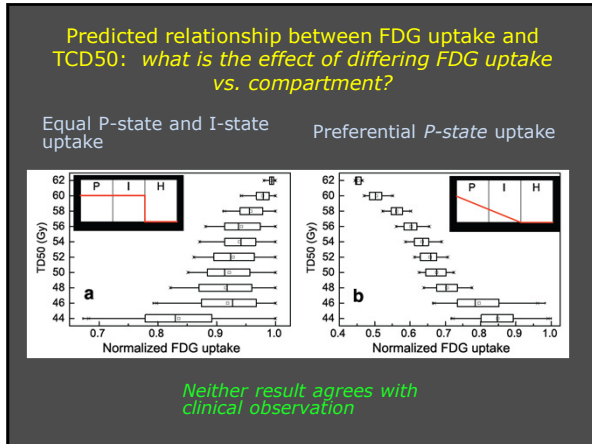 Predicted relationship between FDG uptake and
TCD50: what is the effect of differing FDG uptake
vs. compartment?
Equal P-state and I-state
uptake
Preferential P-state uptake
P I H
TD50 (Gy)
62
60
58
56
54
52
50
48
46
44
a
0.7 0.8 0.9 1.0
Normalized FDG uptake
P I H
TD50 (Gy)
62
60
58
56
54
52
50
48
46
44
b
0.4 0.5 0.6 0.7 0.8 0.9 1.0
Normalized FDG uptake
Neither result agrees with
clinical observation